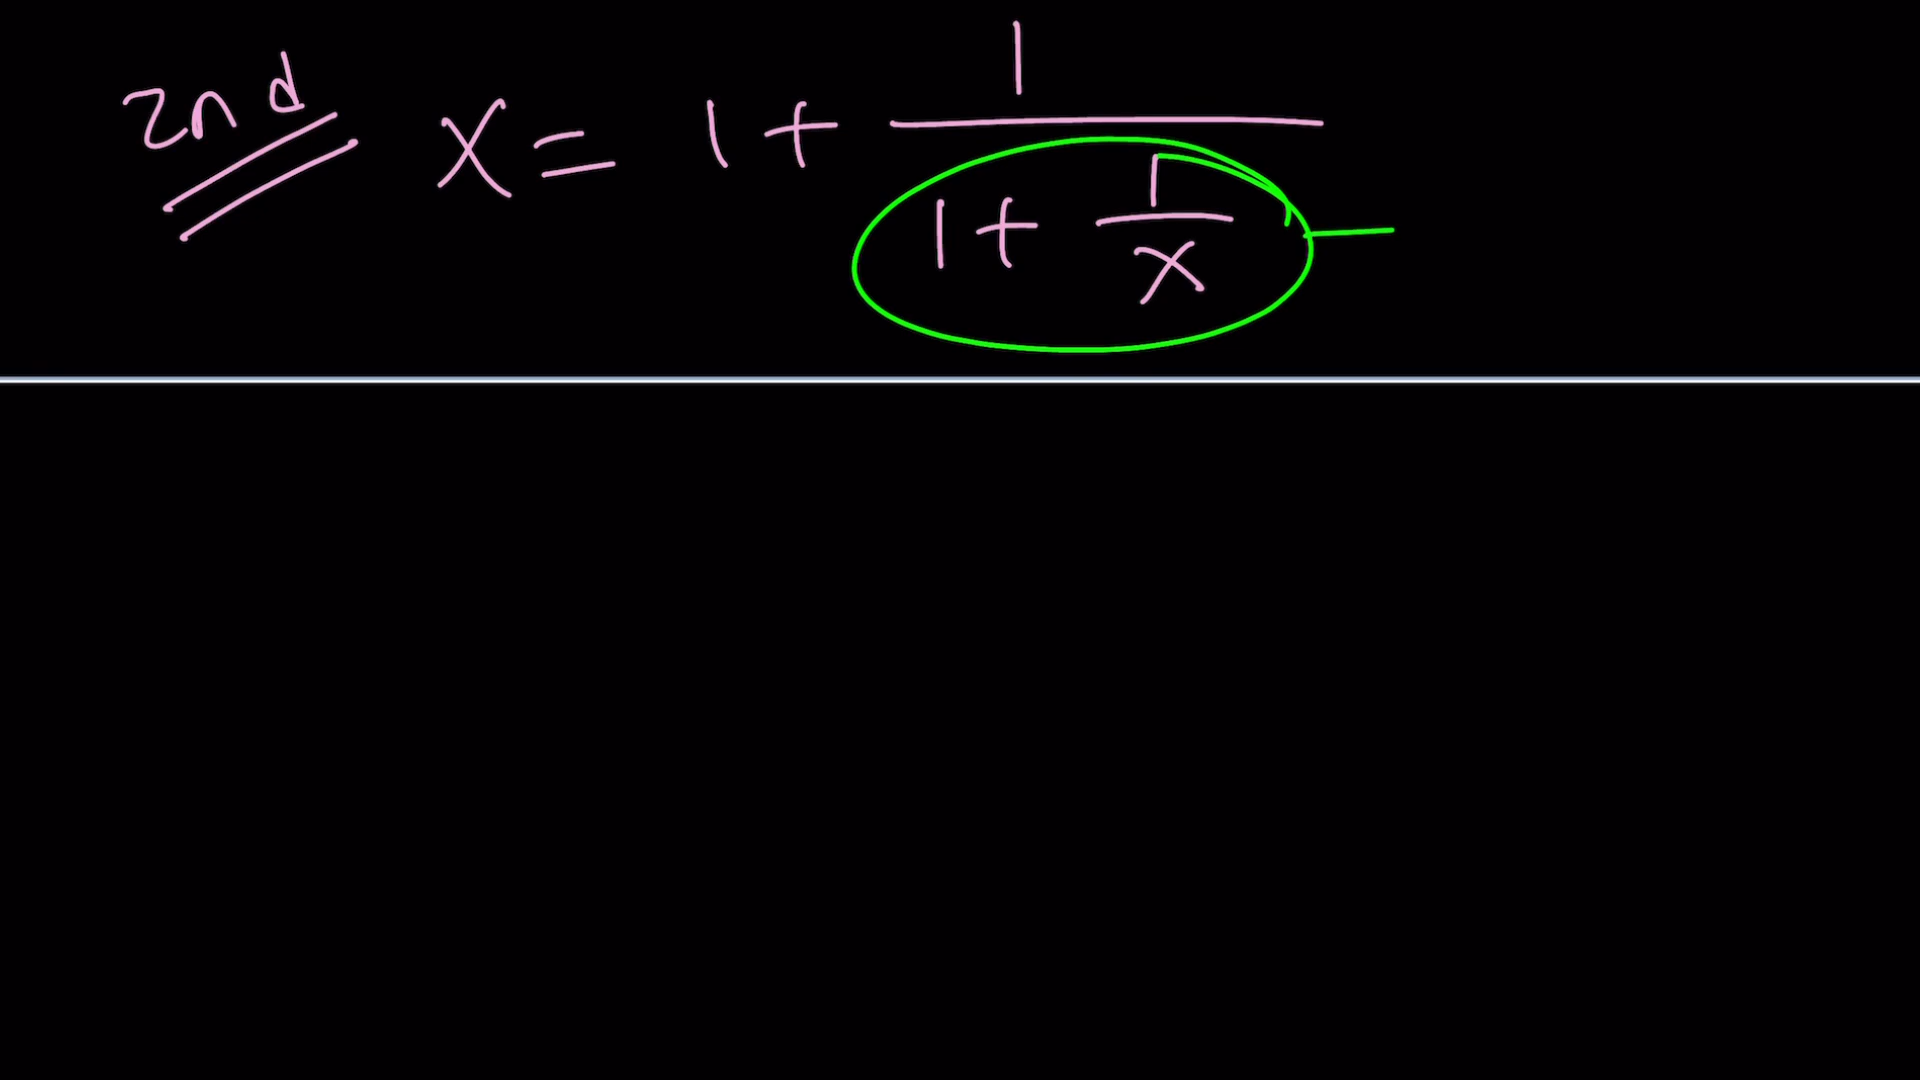 2nd x = 1 + 1
1 + 1
x